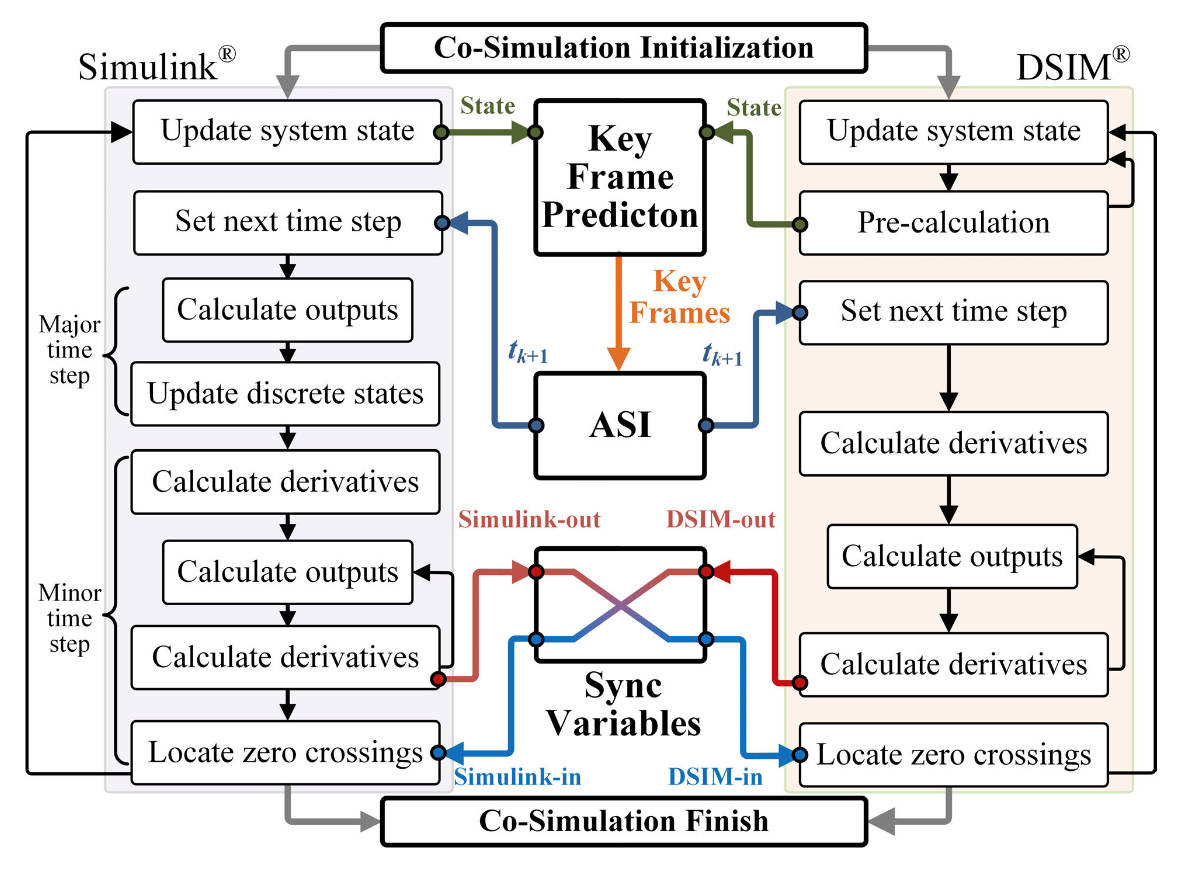 Co-Simulation Initialization
Simulink®
DSIM®
Update system state
State
Key
Frame
Predicton
State
Update system state
Set next time step
Pre-calculation
Calculate outputs
Key
Frames
Set next time step
Major
time
step
t_{k+1}
t_{k+1}
Update discrete states
ASI
Calculate derivatives
Calculate derivatives
Simulink-out
DSIM-out
Calculate outputs
Calculate outputs
Minor
time
step
Calculate derivatives
Calculate derivatives
Sync
Variables
Locate zero crossings
Simulink-in
DSIM-in
Locate zero crossings
Co-Simulation Finish